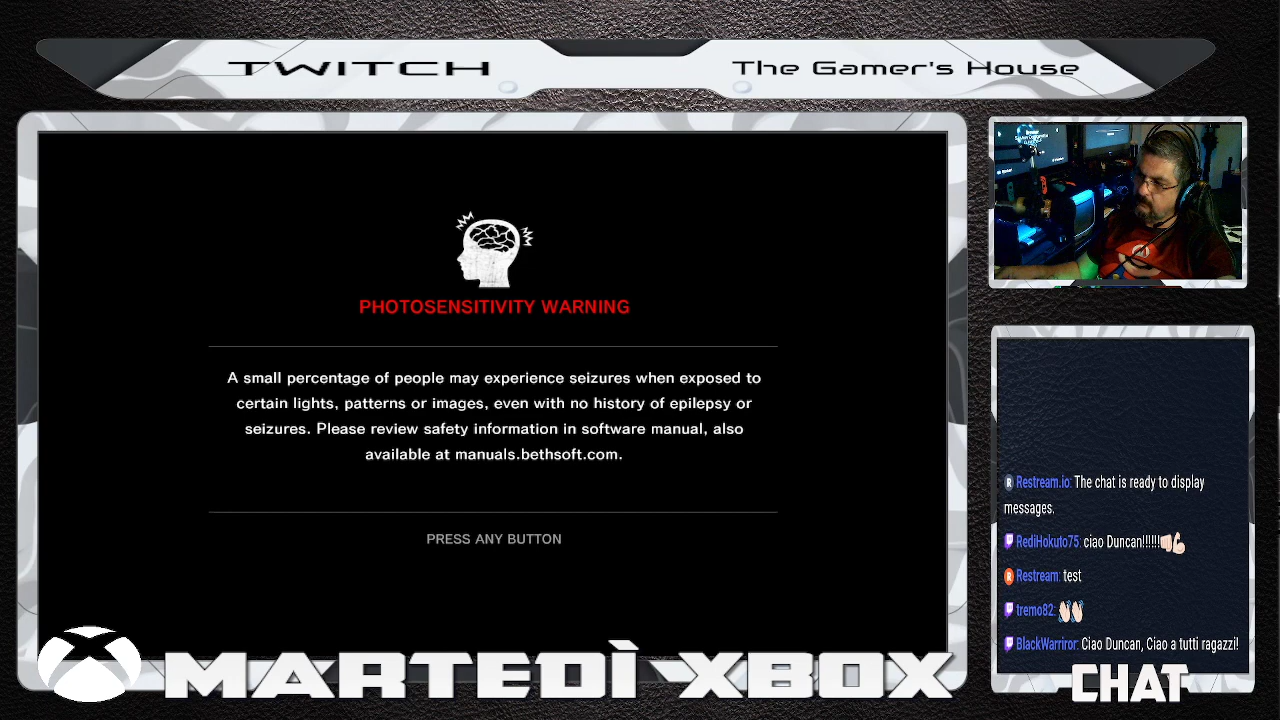 TWITCH
The Gamer's House
PHOTOSENSITIVITY WARNING
A small percentage of people may experience seizures when exposed to
certain lights, patterns or images, even with no history of epilepsy or
seizures. Please review safety information in software manual, also
available at manuals.bethsoft.com.
PRESS ANY BUTTON
Restream.io: The chat is ready to display
messages.
RediHokuto75: ciao Duncan!!!!!!
Restream: test
tremo82:
BlackWarriror: Ciao Duncan, Ciao a tutti ragazzi!
MARTEDÌ XBOX
CHAT